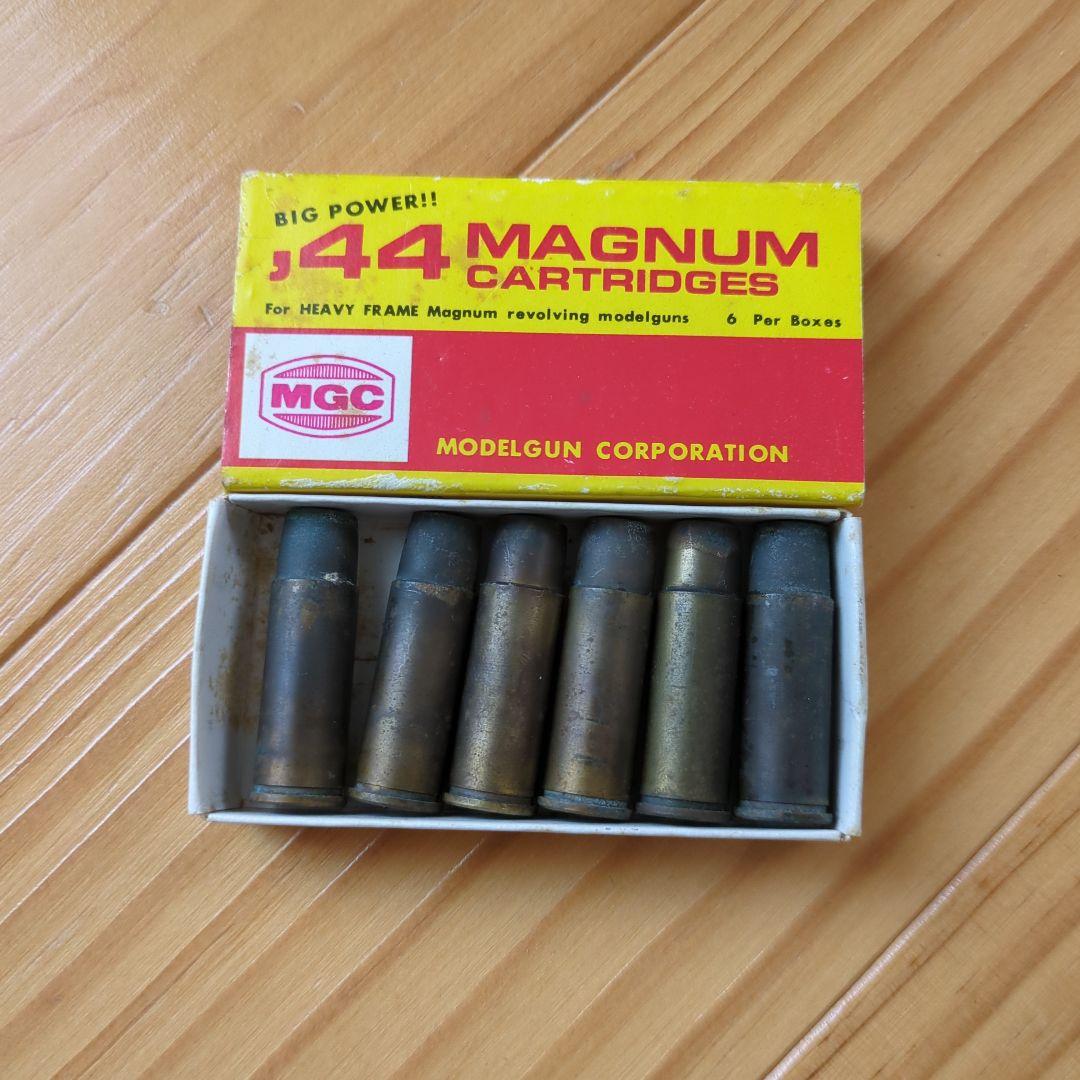 BIG POWER!!
,44 MAGNUM
CARTRIDGES
For HEAVY FRAME Magnum revolving modelguns 6 Per Boxes
MGC
MODELGUN CORPORATION